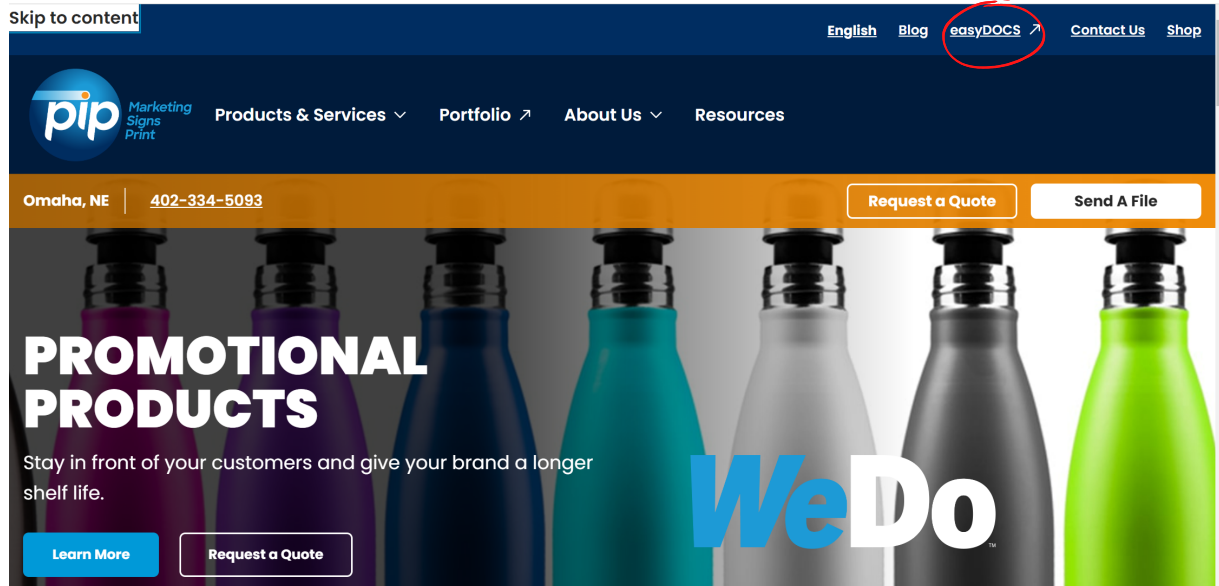 Skip to content
English Blog easyDOCS Contact Us Shop
pip Marketing
Signs
Print
Products & Services Portfolio About Us Resources
Omaha, NE 402-334-5093 Request a Quote Send A File
PROMOTIONAL
PRODUCTS
Stay in front of your customers and give your brand a longer
shelf life.
WeDo™
Learn More Request a Quote